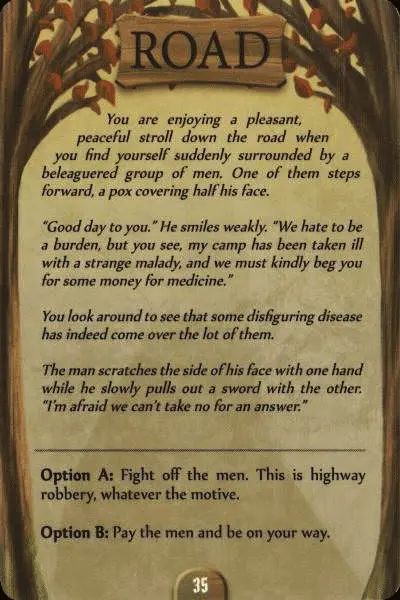 ROAD
You are enjoying a pleasant,
peaceful stroll down the road when
you find yourself suddenly surrounded by a
beleaguered group of men. One of them steps
forward, a pox covering half his face.
“Good day to you.” He smiles weakly. “We hate to be
a burden, but you see, my camp has been taken ill
with a strange malady, and we must kindly beg you
for some money for medicine.”
You look around to see that some disfiguring disease
has indeed come over the lot of them.
The man scratches the side of his face with one hand
while he slowly pulls out a sword with the other.
“I’m afraid we can’t take no for an answer.”
Option A: Fight off the men. This is highway
robbery, whatever the motive.
Option B: Pay the men and be on your way.
35